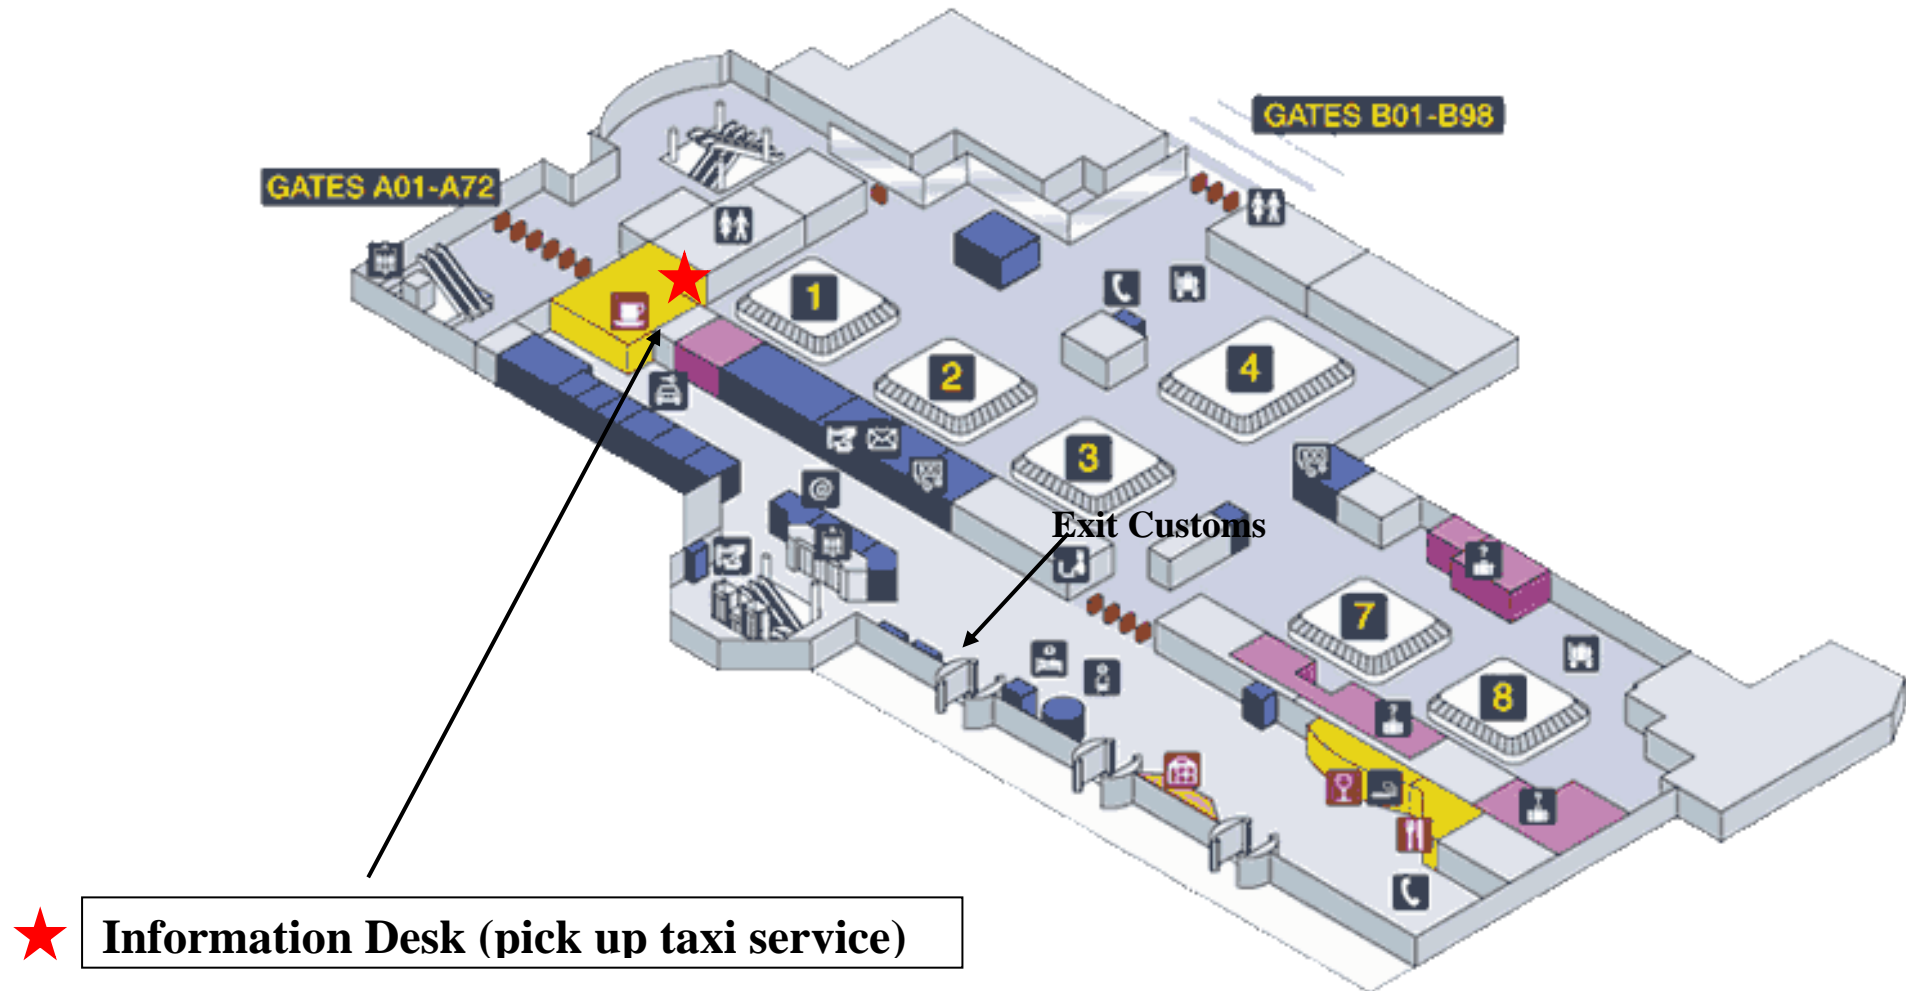 GATES B01-B98
GATES A01-A72
1
2
4
3
Exit Customs
7
8
Information Desk (pick up taxi service)